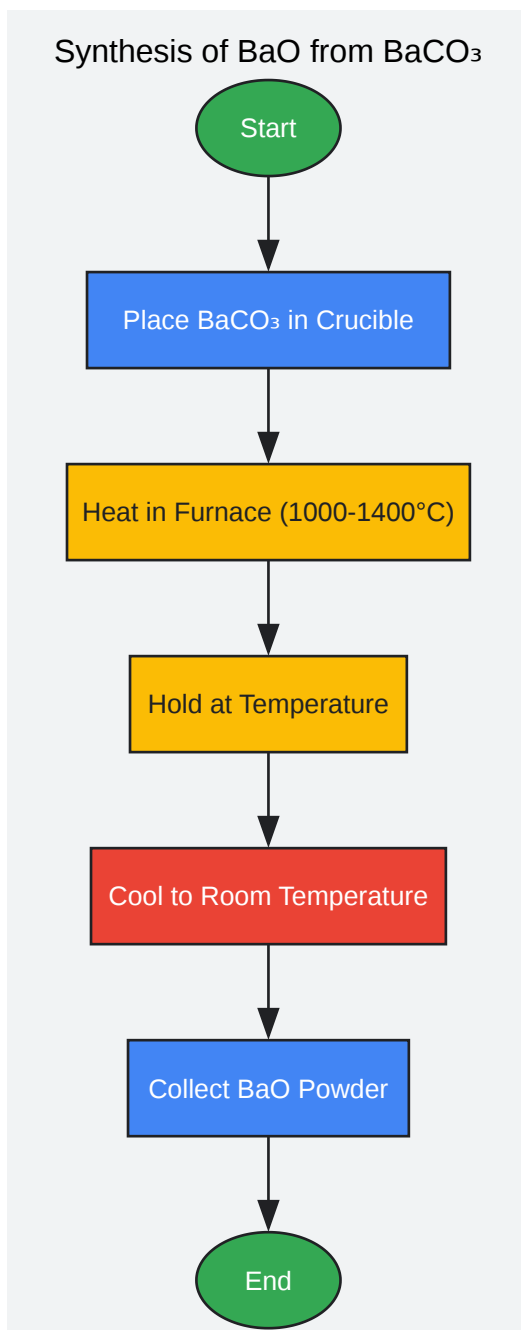 Synthesis of BaO from BaCO₃
Start
Place BaCO₃ in Crucible
Heat in Furnace (1000-1400°C)
Hold at Temperature
Cool to Room Temperature
Collect BaO Powder
End